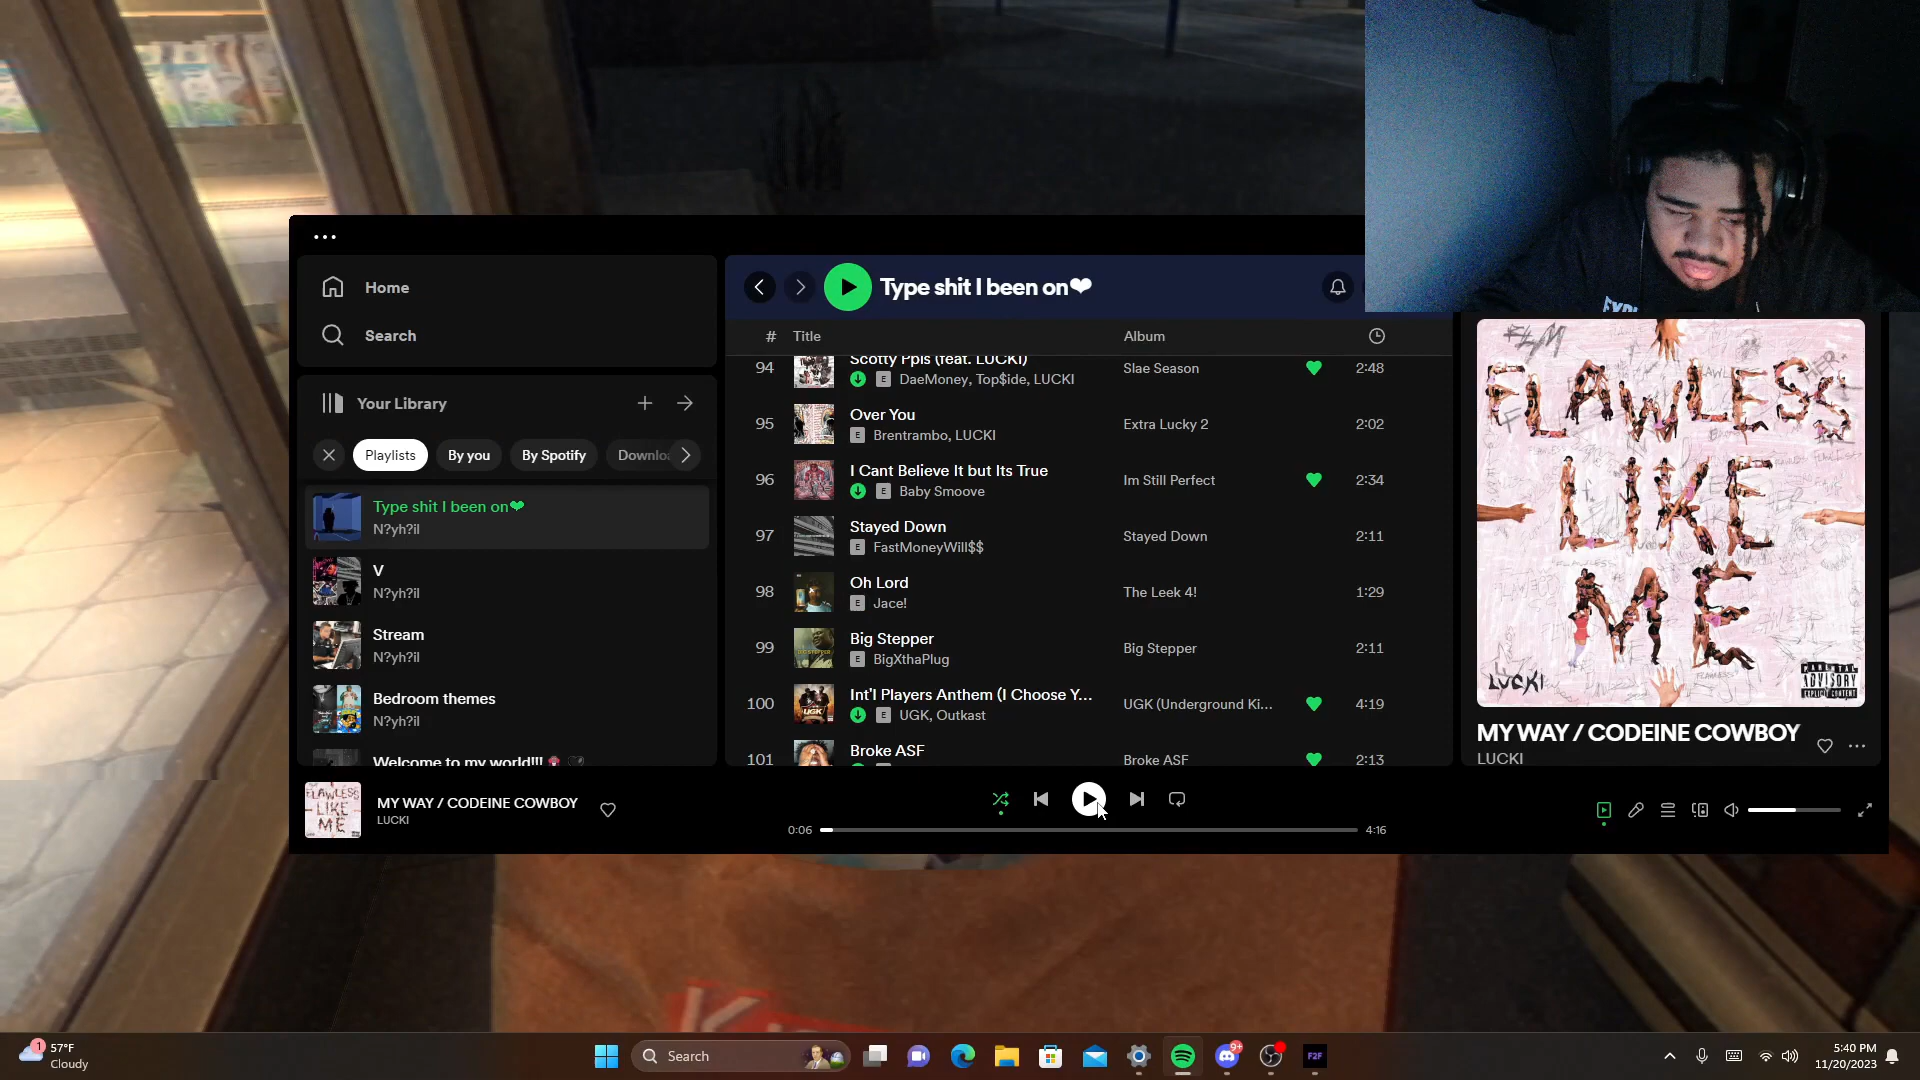 Home
Search
Your Library
Playlists
By you
By Spotify
Type shit I been on❤
N?yh?il
V
N?yh?il
Stream
N?yh?il
Bedroom themes
N?yh?il
Welcome to my world!!!
Type shit I been on❤
# Title Album
94 Scotty Ppls (feat. LUCKI) Slae Season 2:48
E DaeMoney, Top$ide, LUCKI
95 Over You Extra Lucky 2 2:02
E Brentrambo, LUCKI
96 I Cant Believe It but Its True Im Still Perfect 2:34
E Baby Smoove
97 Stayed Down Stayed Down 2:11
E FastMoneyWill$$
98 Oh Lord The Leek 4! 1:29
E Jace!
99 Big Stepper Big Stepper 2:11
E BigXthaPlug
100 Int'l Players Anthem (I Choose Y... UGK (Underground Ki... 4:19
E UGK, Outkast
101 Broke ASF Broke ASF 2:13
FLAWLESS
LIKE
ME
LUCKI
PARENTAL
ADVISORY
EXPLICIT CONTENT
MY WAY / CODEINE COWBOY
LUCKI
MY WAY / CODEINE COWBOY
LUCKI
0:06 4:16
1
57°F
Cloudy
Search
9+
F2F
5:40 PM
11/20/2023